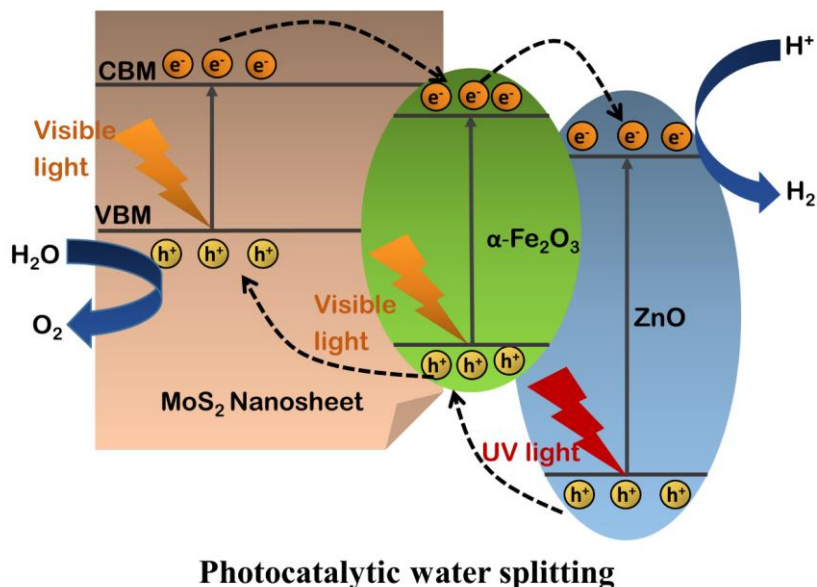 CBM
e⁻ e⁻ e⁻
e⁻ e⁻ e⁻
e⁻ e⁻ e⁻
H⁺
H₂
Visible
light
VBM
h⁺ h⁺ h⁺
H₂O
O₂
α-Fe₂O₃
Visible
light
ZnO
h⁺ h⁺ h⁺
MoS₂ Nanosheet
UV light
h⁺ h⁺ h⁺
Photocatalytic water splitting